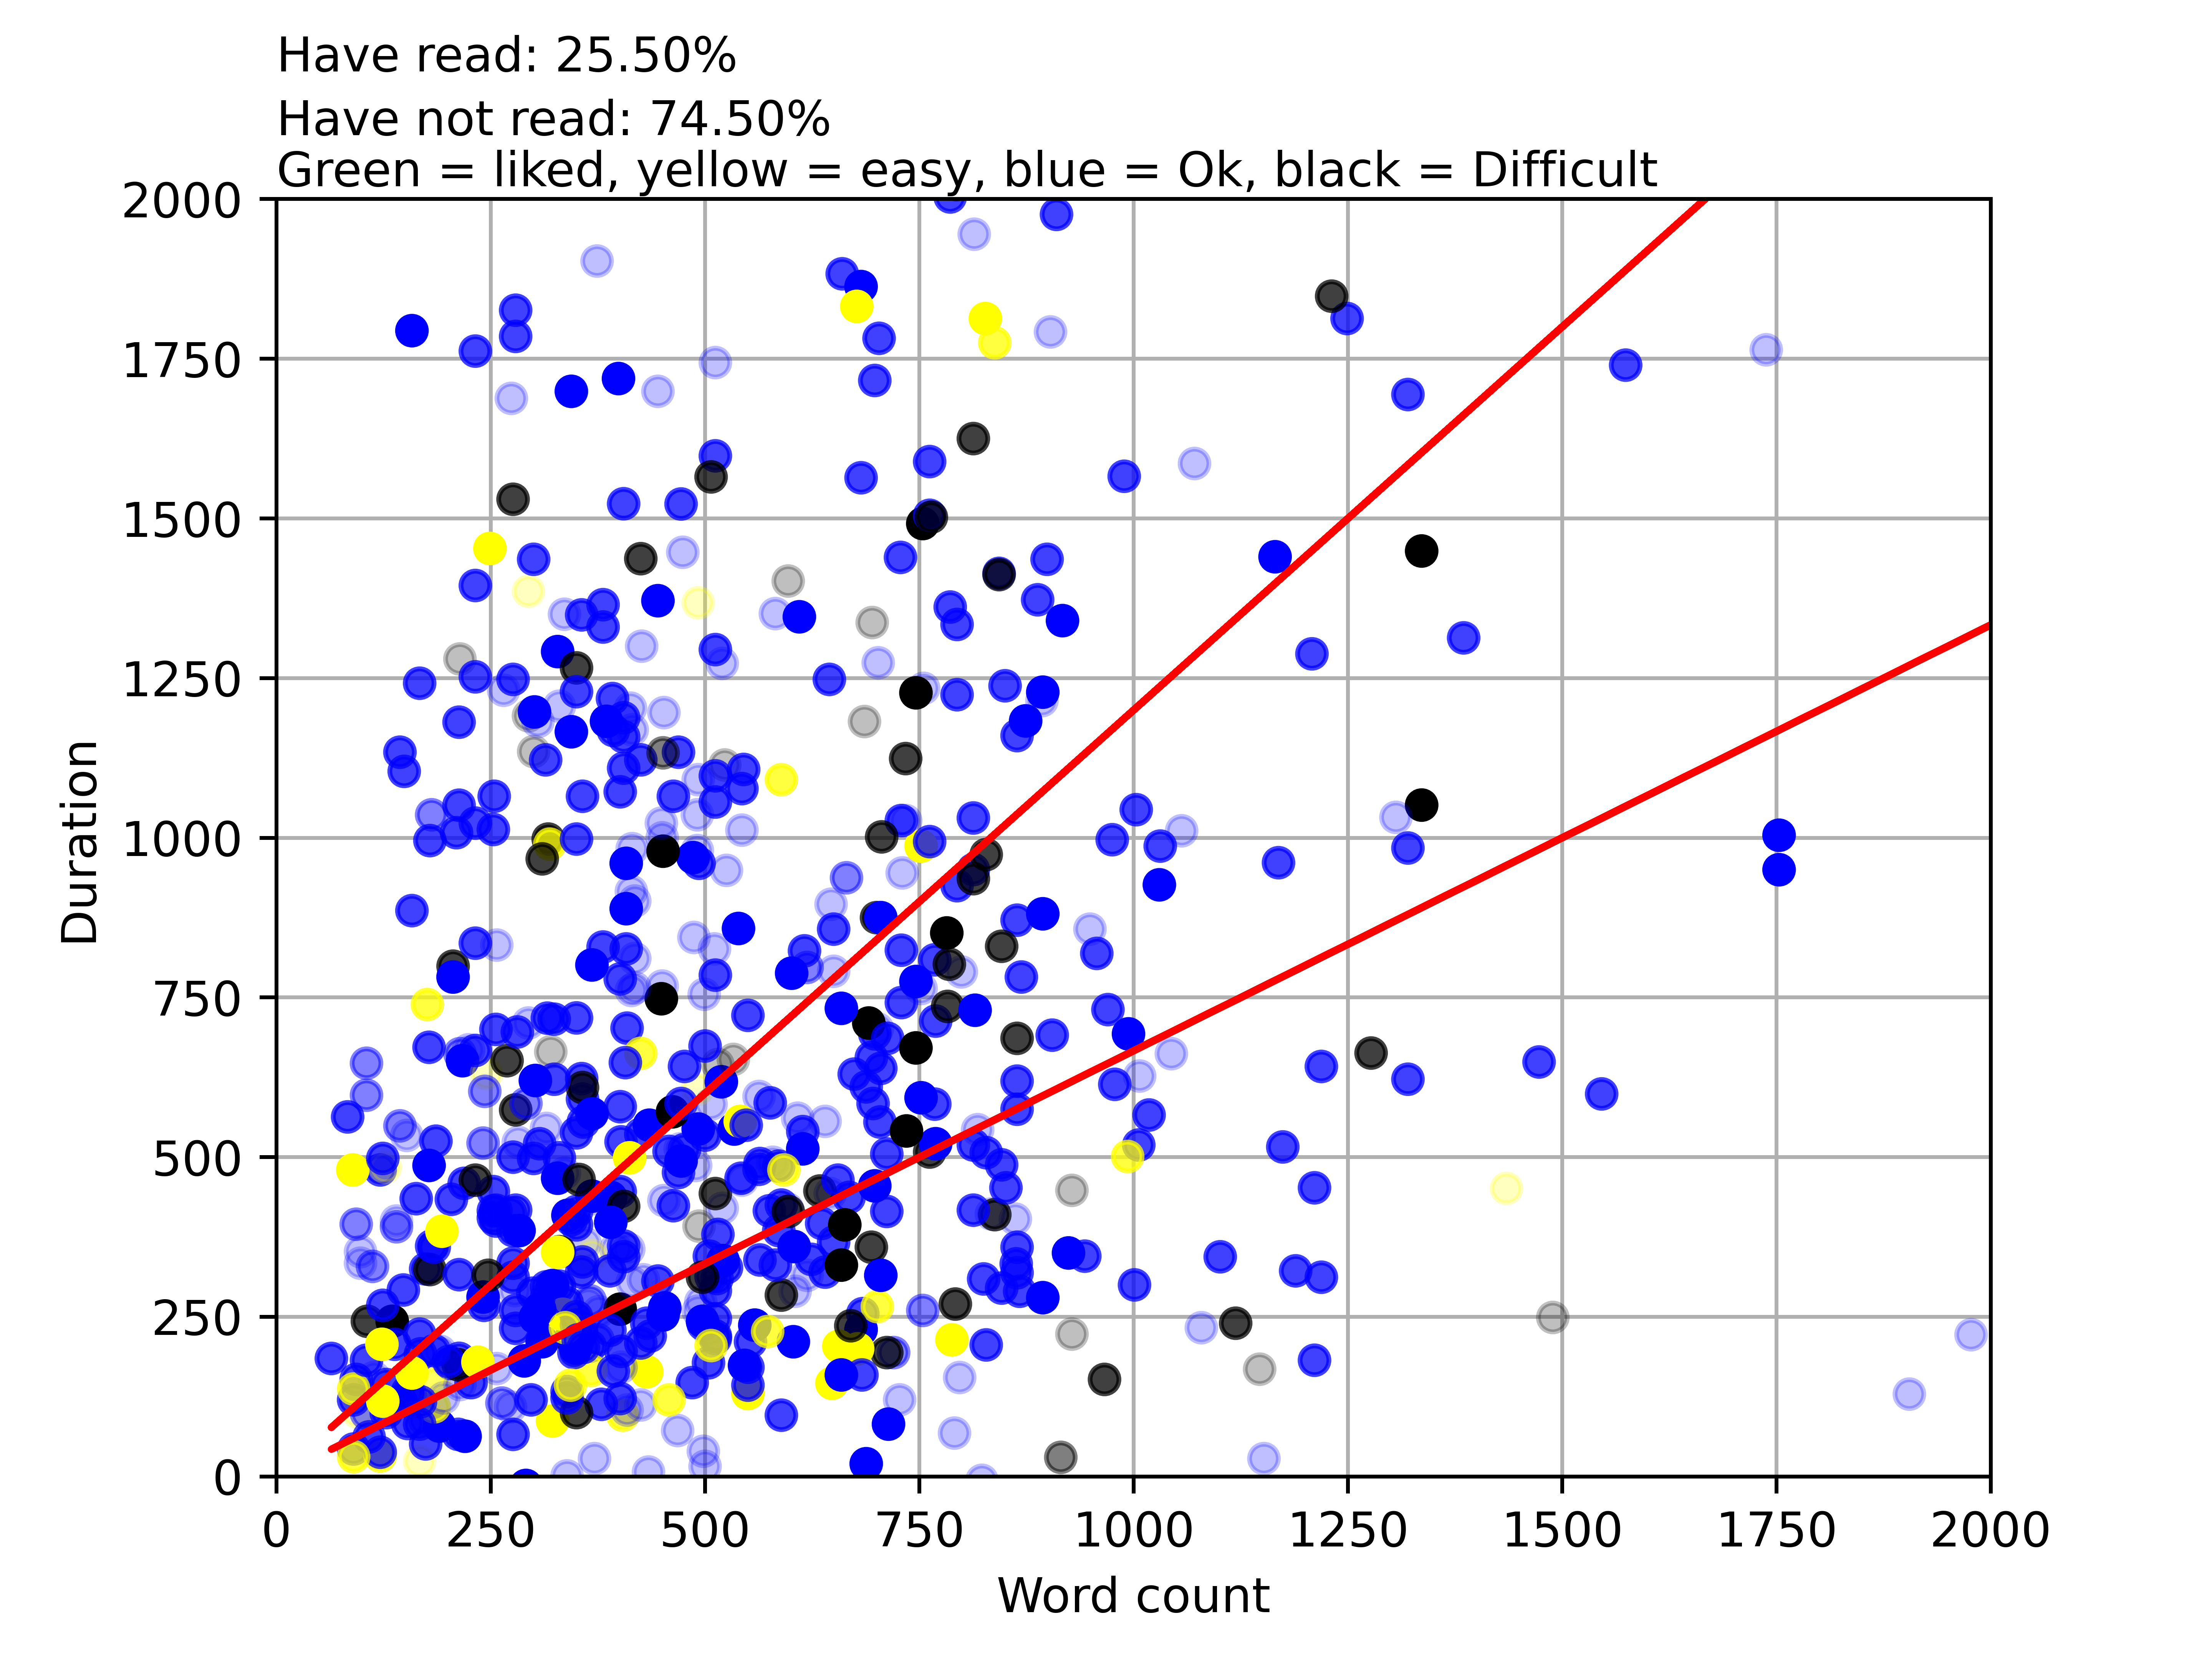 Have read: 25.50%
Have not read: 74.50%
Green = liked, yellow = easy, blue = Ok, black = Difficult
2000
1750
1500
1250
1000
750
500
250
0
Duration
0 250 500 750 1000 1250 1500 1750 2000
Word count